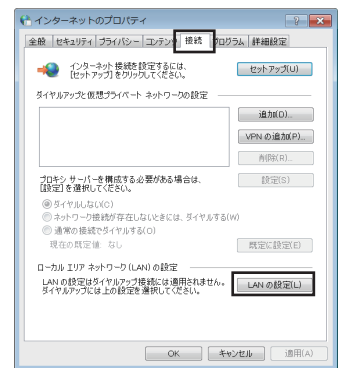 インターネットのプロパティ
全般 セキュリティ プライバシー コンテンツ 接続 プログラム 詳細設定
インターネット接続を設定するには、
[セットアップ] をクリックしてください。
セットアップ(U)
ダイヤルアップと仮想プライベート ネットワークの設定
追加(D)...
VPN の追加(P)...
削除(R)...
プロキシ サーバーを構成する必要がある場合は、
[設定] を選択してください。
設定(S)
ダイヤルしない(C)
ネットワーク接続が存在しないときには、ダイヤルする(W)
通常の接続でダイヤルする(O)
現在の既定値: なし
既定に設定(E)
ローカル エリア ネットワーク (LAN) の設定
LAN の設定はダイヤルアップ接続には適用されません。
ダイヤルアップには上の設定を選択してください。
LAN の設定(L)
OK キャンセル 適用(A)